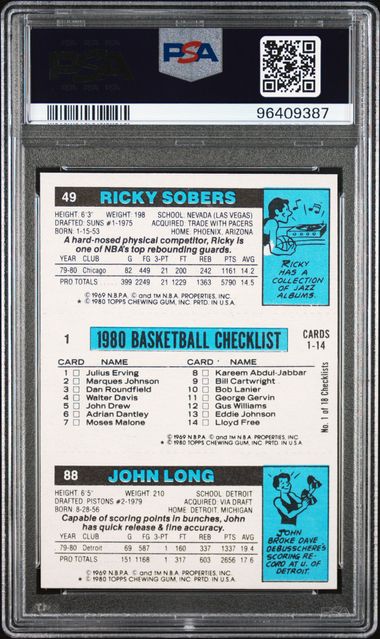 PSA
PSA
96409387
49 RICKY SOBERS
HEIGHT: 6'3" WEIGHT: 198 SCHOOL: NEVADA (LAS VEGAS)
DRAFTED: SUNS #1-1975 ACQUIRED: TRADE WITH PACERS
BORN: 1-15-53 HOME: PHOENIX, ARIZONA
A hard-nosed physical competitor, Ricky is
one of NBA's top rebounding guards.
YEAR CLUB G FG 3-PT FT REB PTS AVG
79-80 Chicago 82 449 21 200 242 1161 14.2
PRO TOTALS 399 2249 21 1229 1363 5790 14.5
© 1969 N.B.P.A. © and TM N.B.A. PROPERTIES, INC.
* © 1980 TOPPS CHEWING GUM, INC. PRT. IN U.S.A.
RICKY
HAS A
COLLECTION
OF JAZZ
ALBUMS.
1 1980 BASKETBALL CHECKLIST CARDS
1-14
CARD NAME CARD NAME
1 Julius Erving 8 Kareem Abdul-Jabbar
2 Marques Johnson 9 Bill Cartwright
3 Dan Roundfield 10 Bob Lanier
4 Walter Davis 11 George Gervin
5 John Drew 12 Gus Williams
6 Adrian Dantley 13 Eddie Johnson
7 Moses Malone 14 Lloyd Free
No. 1 of 18 Checklists
© 1969 N.B.P.A. © and TM N.B.A. PROPERTIES, INC.
* © 1980 TOPPS CHEWING GUM, INC. PRT. IN U.S.A.
88 JOHN LONG
HEIGHT: 6'5" WEIGHT: 210 SCHOOL: DETROIT
DRAFTED: PISTONS #2-1979 ACQUIRED: VIA DRAFT
BORN: 8-28-56 HOME: DETROIT, MICHIGAN
Capable of scoring points in bunches, John
has quick release & fine accuracy.
YEAR CLUB G FG 3-PT FT REB PTS AVG
79-80 Detroit 69 587 1 160 337 1337 19.4
PRO TOTALS 151 1168 1 317 603 2656 17.6
© 1969 N.B.P.A. © and TM N.B.A. PROPERTIES, INC.
* © 1980 TOPPS CHEWING GUM, INC. PRT. IN U.S.A.
JOHN
BROKE DAVE
DEBUSSCHERE'S
SCORING RE-
CORD AT U. OF
DETROIT.